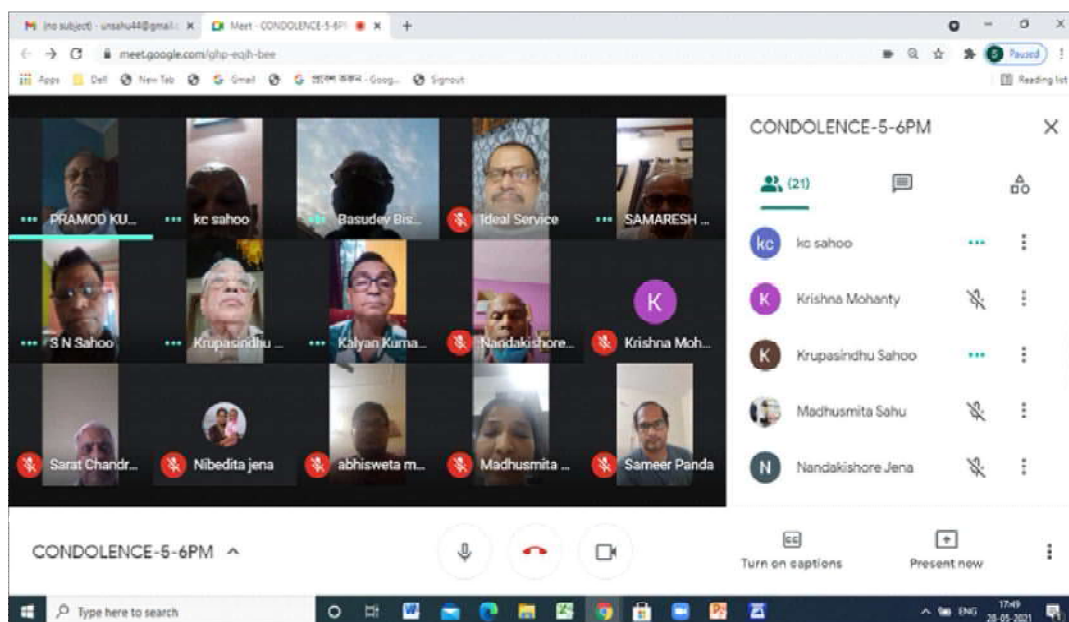 (no subject) - unsahu44@gmail.c
Meet - CONDOLENCE-5-6P
meet.google.com/ghp-eqjh-bee
S Paused
Apps Dell New Tab Gmail - Goog... Signout
Reading list
PRAMOD KU...
kc sahoo
Basudev Bis...
Ideal Service
SAMARESH ...
S N Sahoo
Krupasindhu ...
Kalyan Kuma...
Nandakishore...
K
Krishna Moh...
Sarat Chandr...
Nibedita jena
abhisweta m...
Madhusmita ...
Sameer Panda
CONDOLENCE-5-6PM
(21)
kc kc sahoo
K Krishna Mohanty
K Krupasindhu Sahoo
Madhusmita Sahu
N Nandakishore Jena
CONDOLENCE-5-6PM
Turn on captions
Present now
Type here to search
ENG
17:49
28-05-2021